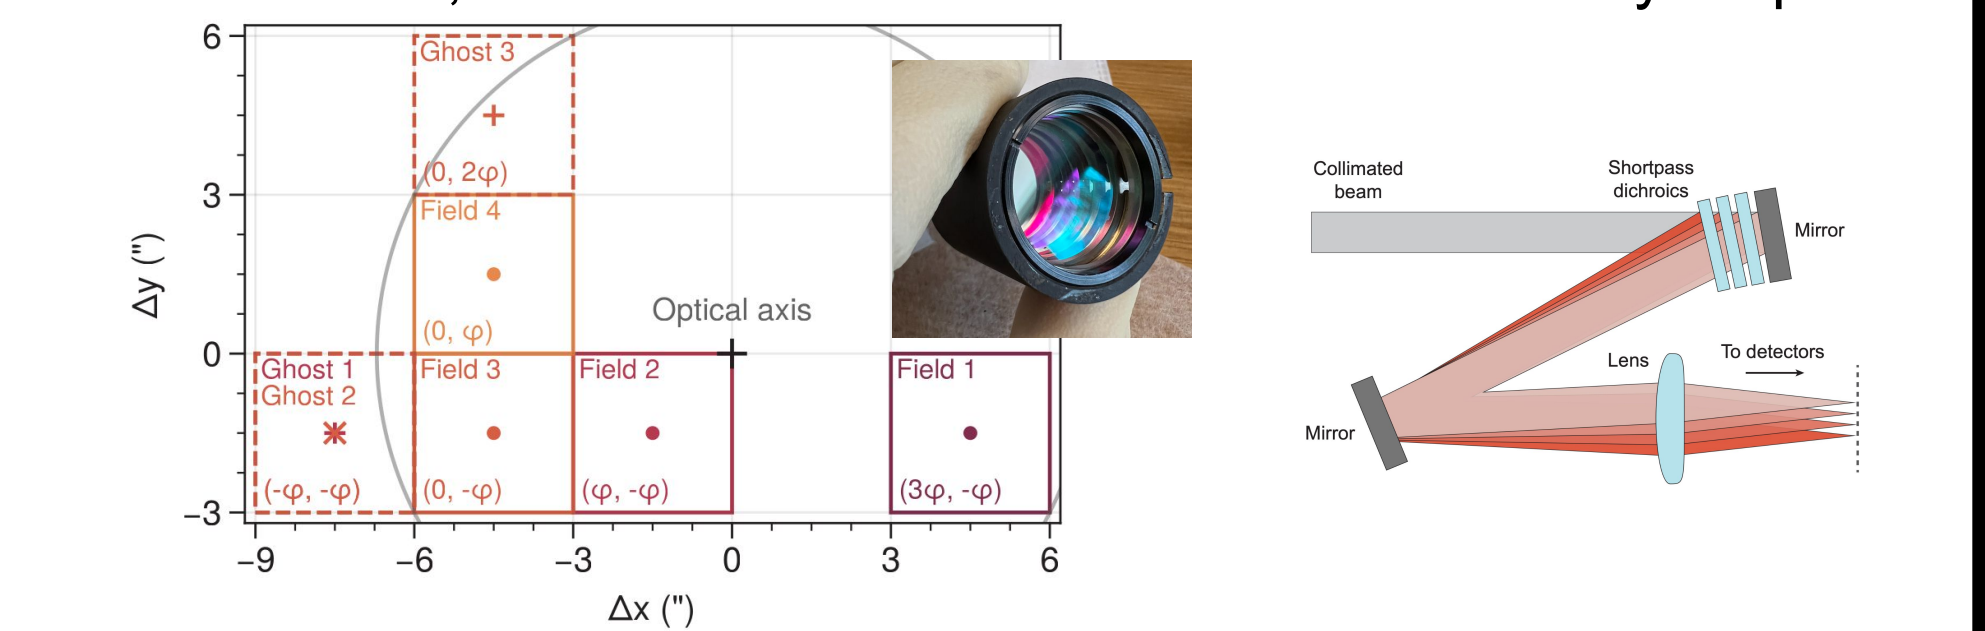 6
3
0
−3
Δy (")
Ghost 3
(0, 2φ)
Field 4
(0, φ)
Optical axis
Ghost 1
Ghost 2
(-φ, -φ)
Field 3
(0, -φ)
Field 2
(φ, -φ)
Field 1
(3φ, -φ)
−9
−6
−3
0
3
6
Δx (")
Collimated
beam
Shortpass
dichroics
Mirror
Lens
To detectors
Mirror